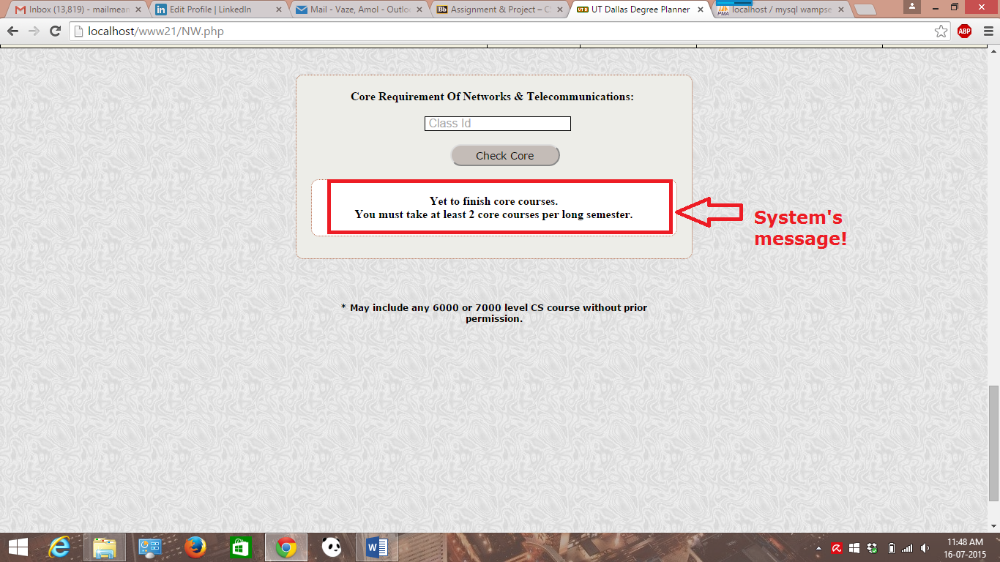 Inbox (13,819) - mailmean
Edit Profile | LinkedIn
Mail - Vaze, Amol - Outloo
Assignment & Project – C
UT Dallas Degree Planner
localhost / mysql wampse
localhost/www21/NW.php
ABP
Core Requirement Of Networks & Telecommunications:
Class Id
Check Core
Yet to finish core courses.
You must take at least 2 core courses per long semester.
System's
message!
* May include any 6000 or 7000 level CS course without prior
permission.
11:48 AM
16-07-2015